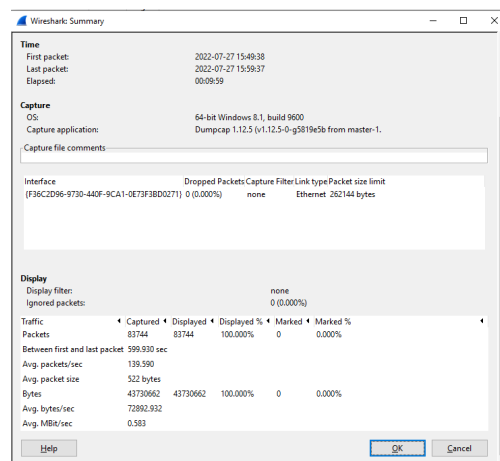 Wireshark: Summary
Time
First packet: 2022-07-27 15:49:38
Last packet: 2022-07-27 15:59:37
Elapsed: 00:09:59
Capture
OS: 64-bit Windows 8.1, build 9600
Capture application: Dumpcap 1.12.5 (v1.12.5-0-g5819e5b from master-1.
Capture file comments
Interface Dropped Packets Capture Filter Link type Packet size limit
{F36C2D96-9730-440F-9CA1-0E73F3BD0271} 0 (0.000%) none Ethernet 262144 bytes
Display
Display filter: none
Ignored packets: 0 (0.000%)
Traffic Captured Displayed Displayed % Marked Marked %
Packets 83744 83744 100.000% 0 0.000%
Between first and last packet 599.930 sec
Avg. packets/sec 139.590
Avg. packet size 522 bytes
Bytes 43730662 43730662 100.000% 0 0.000%
Avg. bytes/sec 72892.932
Avg. MBit/sec 0.583
Help OK Cancel